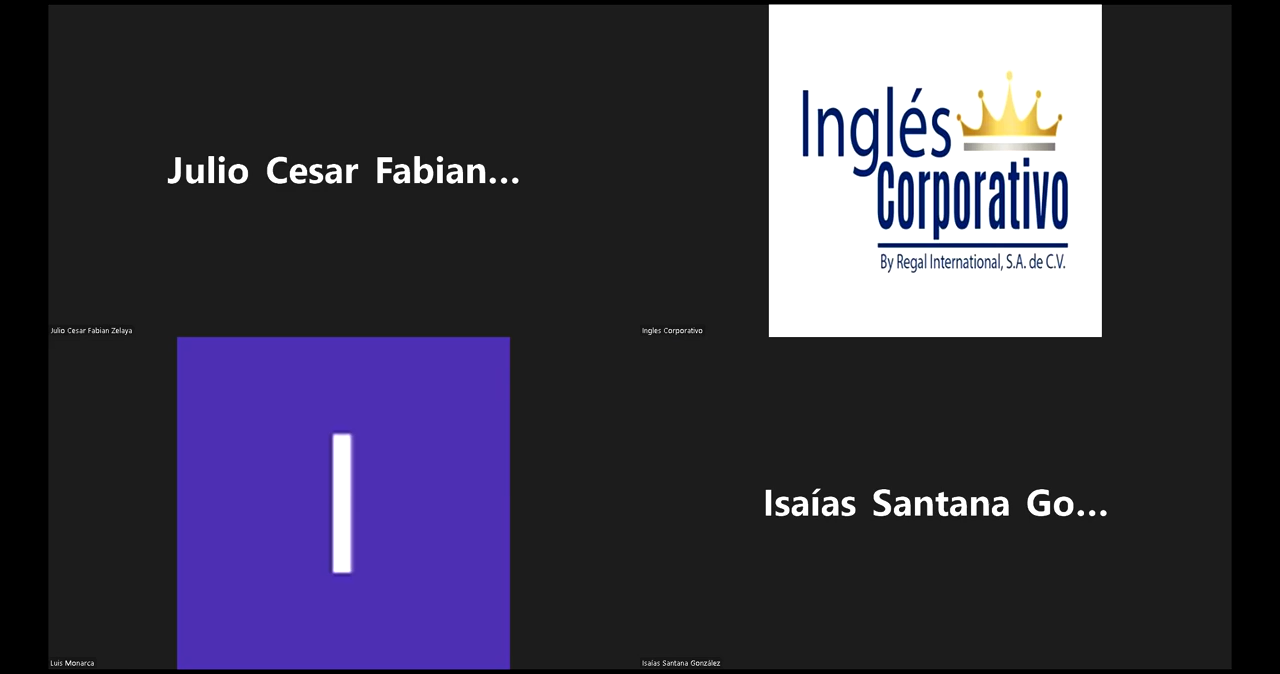 Julio Cesar Fabian...
Inglés
Corporativo
By Regal International, S.A. de C.V.
Julio Cesar Fabian Zelaya
Ingles Corporativo
l
Isaías Santana Go...
Luis Monarca
Isaías Santana González